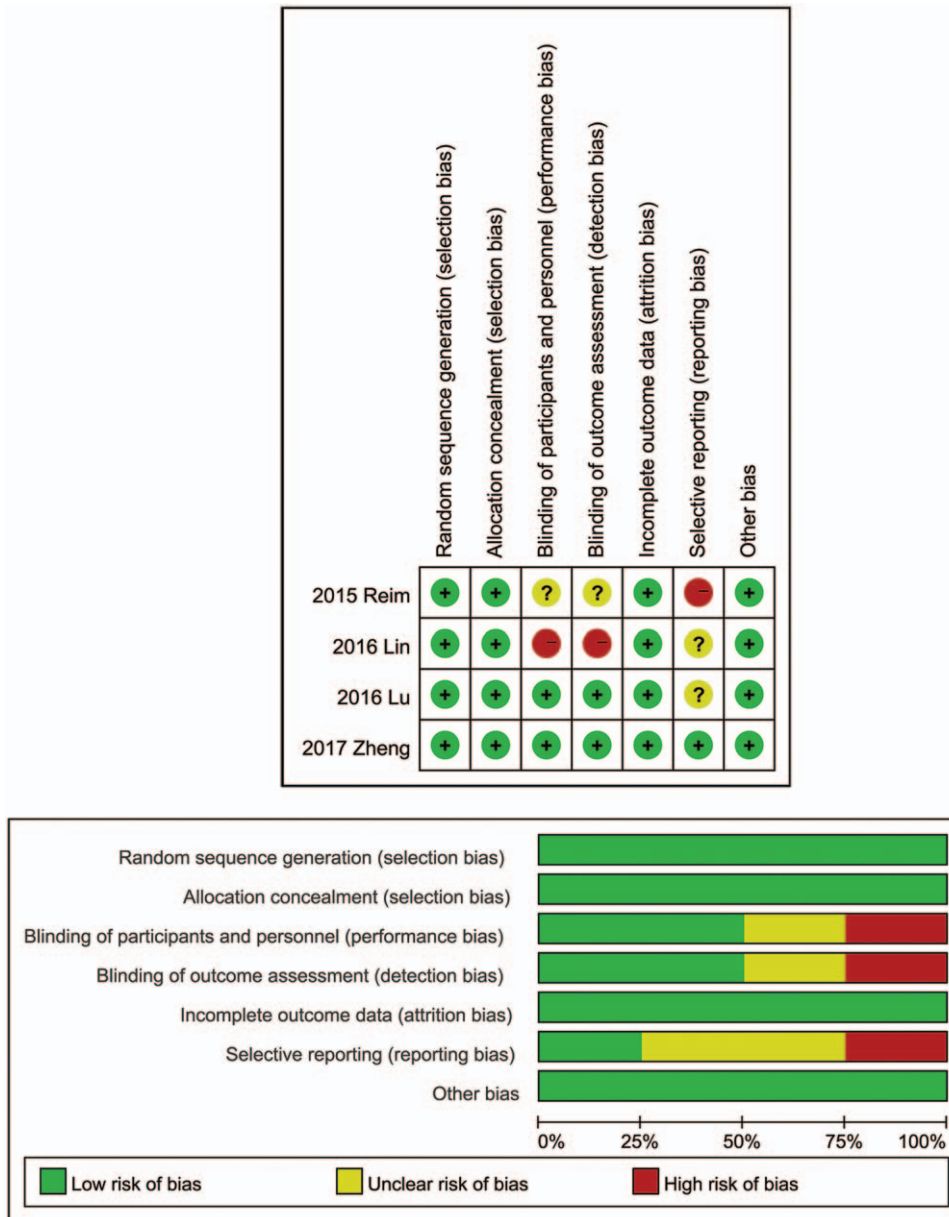 Random sequence generation (selection bias)
Allocation concealment (selection bias)
Blinding of participants and personnel (performance bias)
Blinding of outcome assessment (detection bias)
Incomplete outcome data (attrition bias)
Selective reporting (reporting bias)
Other bias
2015 Reim + + ? ? + − +
2016 Lin + + − − + ? +
2016 Lu + + + + + ? +
2017 Zheng + + + + + + +
Random sequence generation (selection bias)
Allocation concealment (selection bias)
Blinding of participants and personnel (performance bias)
Blinding of outcome assessment (detection bias)
Incomplete outcome data (attrition bias)
Selective reporting (reporting bias)
Other bias
0% 25% 50% 75% 100%
Low risk of bias Unclear risk of bias High risk of bias